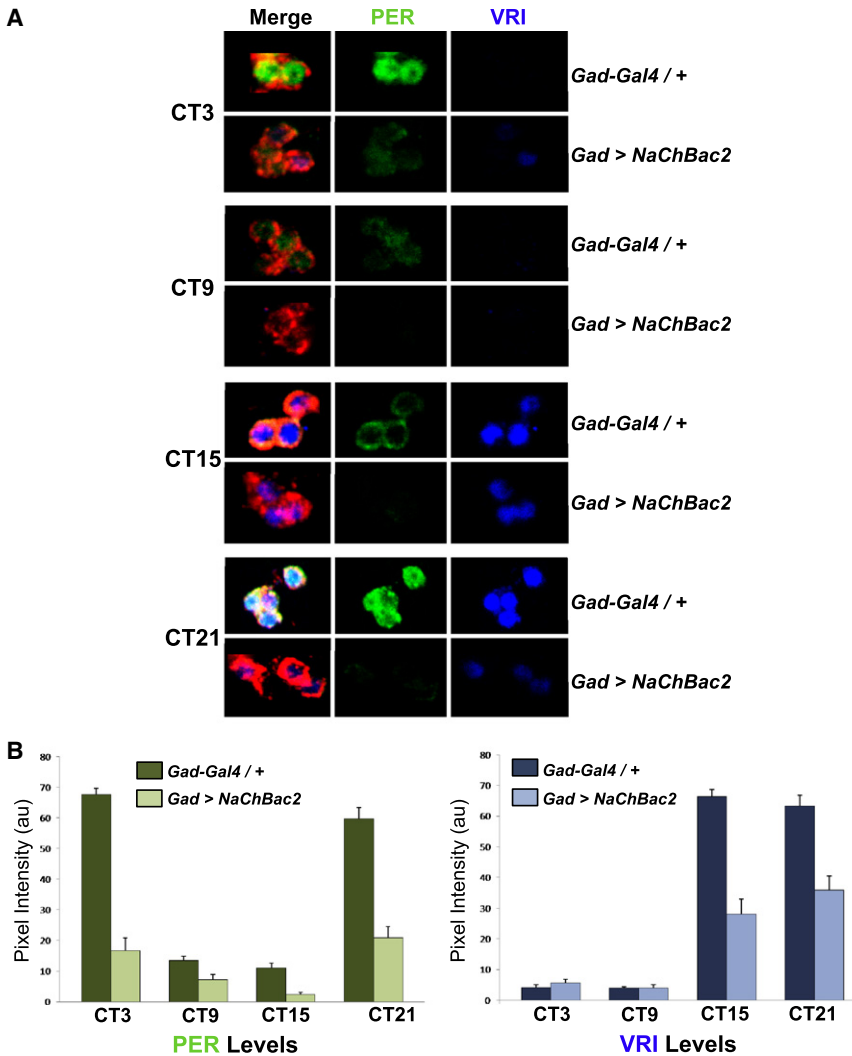 A
Merge PER VRI
Gad-Gal4 / +
CT3
Gad > NaChBac2
Gad-Gal4 / +
CT9
Gad > NaChBac2
Gad-Gal4 / +
CT15
Gad > NaChBac2
Gad-Gal4 / +
CT21
Gad > NaChBac2
B
Pixel Intensity (au)
80
70
60
50
40
30
20
10
0
Gad-Gal4 / +
Gad > NaChBac2
CT3 CT9 CT15 CT21
PER Levels
Pixel Intensity (au)
80
70
60
50
40
30
20
10
0
Gad-Gal4 / +
Gad > NaChBac2
CT3 CT9 CT15 CT21
VRI Levels